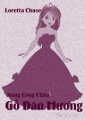 Loretta Chase
Nàng Công Chúa
Gỗ Đàn Hương